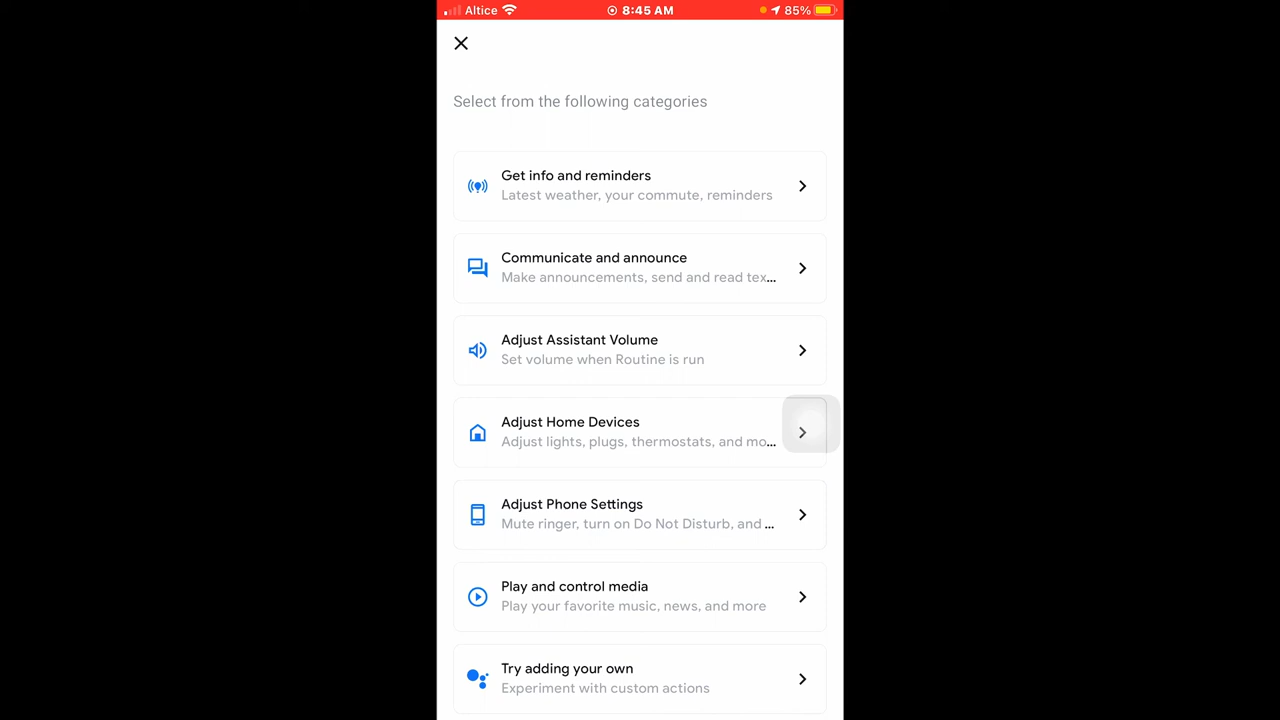 Altice 8:45 AM 85%
Select from the following categories
Get info and reminders
Latest weather, your commute, reminders
Communicate and announce
Make announcements, send and read tex...
Adjust Assistant Volume
Set volume when Routine is run
Adjust Home Devices
Adjust lights, plugs, thermostats, and mo...
Adjust Phone Settings
Mute ringer, turn on Do Not Disturb, and ...
Play and control media
Play your favorite music, news, and more
Try adding your own
Experiment with custom actions